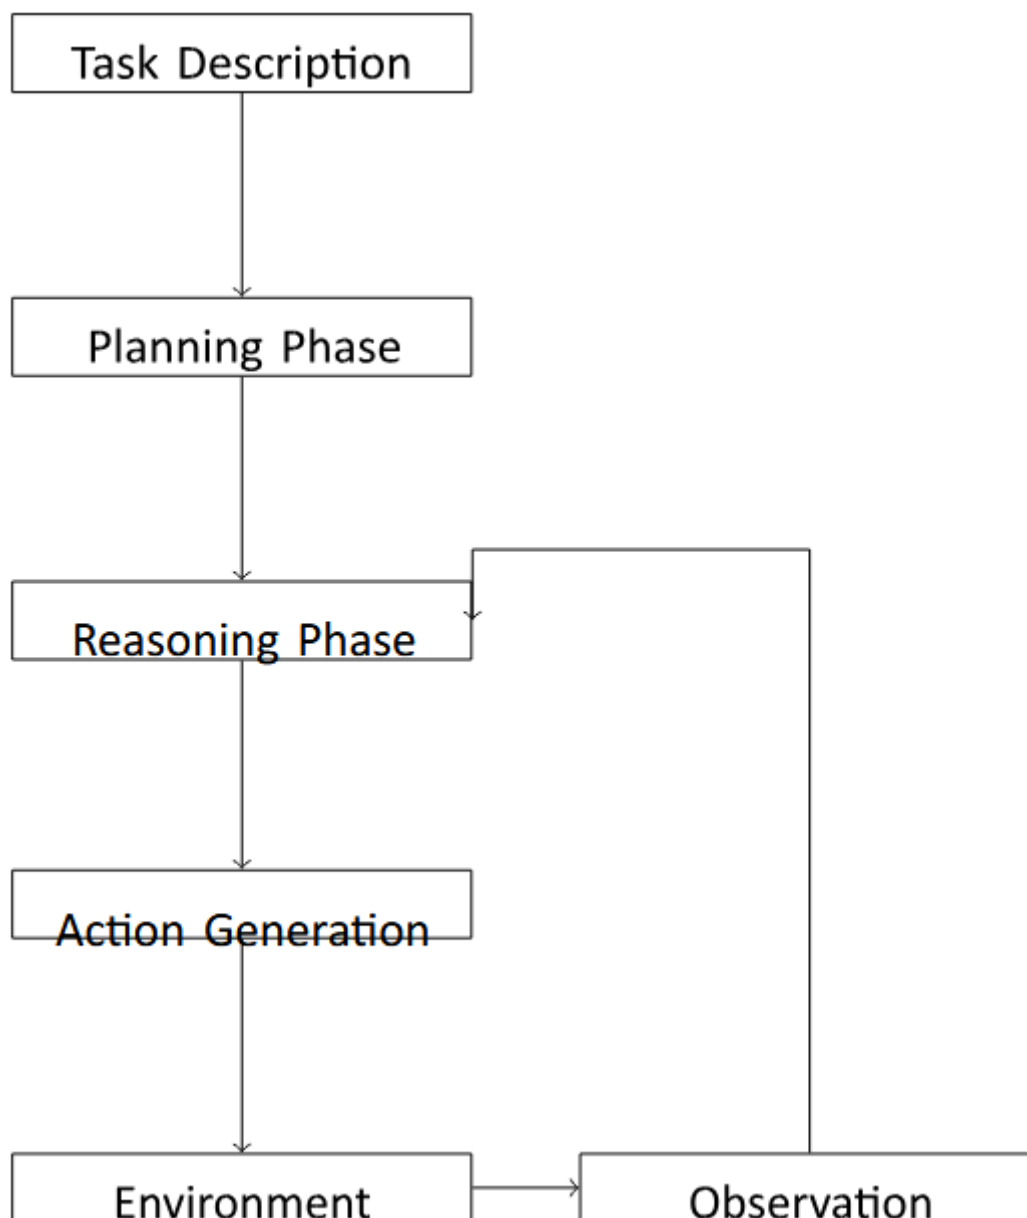 Task Description
Planning Phase
Reasoning Phase
Action Generation
Environment
Observation